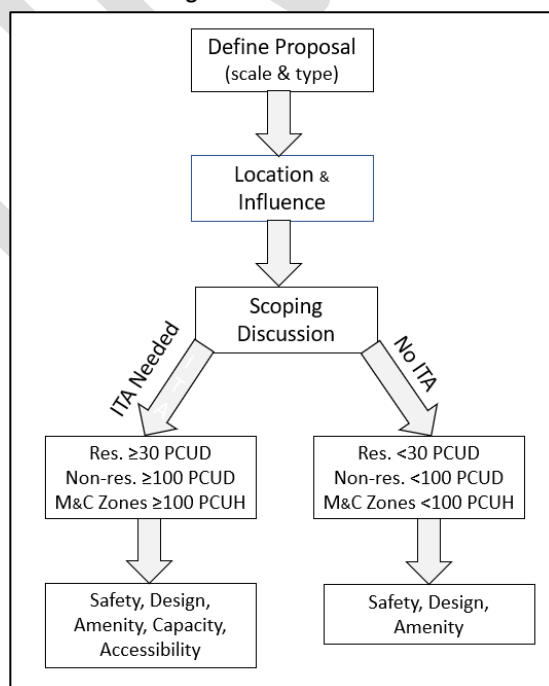 Define Proposal
(scale & type)
Location &
Influence
Scoping
Discussion
ITA Needed
No ITA
Res. ≥30 PCUD
Non-res. ≥100 PCUD
M&C Zones ≥100 PCUH
Res. <30 PCUD
Non-res. <100 PCUD
M&C Zones <100 PCUH
Safety, Design,
Amenity, Capacity,
Accessibility
Safety, Design,
Amenity